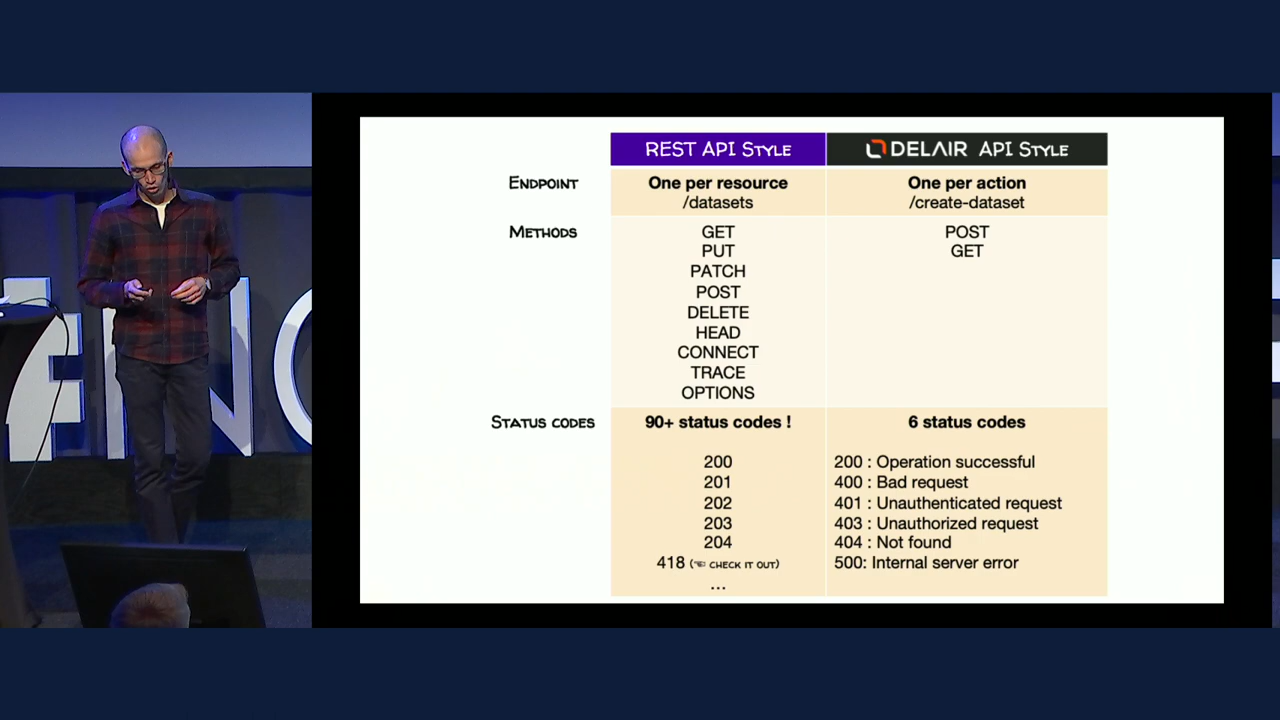 REST API STYLE
DELAIR API STYLE
ENDPOINT
One per resource
/datasets
One per action
/create-dataset
METHODS
GET
PUT
PATCH
POST
DELETE
HEAD
CONNECT
TRACE
OPTIONS
POST
GET
STATUS CODES
90+ status codes !
200
201
202
203
204
418 (☜ CHECK IT OUT)
...
6 status codes
200 : Operation successful
400 : Bad request
401 : Unauthenticated request
403 : Unauthorized request
404 : Not found
500: Internal server error